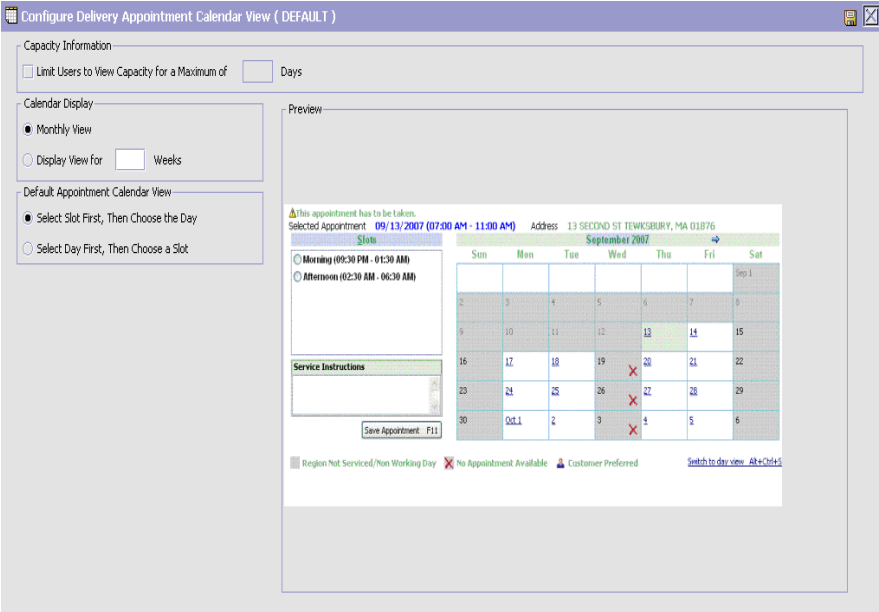 Configure Delivery Appointment Calendar View ( DEFAULT )
Capacity Information
Limit Users to View Capacity for a Maximum of Days
Calendar Display
Monthly View
Display View for Weeks
Default Appointment Calendar View
Select Slot First, Then Choose the Day
Select Day First, Then Choose a Slot
Preview
This appointment has to be taken.
Selected Appointment 09/13/2007 (07:00 AM - 11:00 AM) Address 13 SECOND ST TEWKSBURY, MA 01876
Slots
Morning (09:30 PM - 01:30 AM)
Afternoon (02:30 AM - 06:30 AM)
Service Instructions
Save Appointment F11
September 2007
Sun Mon Tue Wed Thu Fri Sat
Sep 1
2 3 4 5 6 7 8
9 10 11 12 13 14 15
16 17 18 19 20 21 22
23 24 25 26 27 28 29
30 Oct 1 2 3 4 5 6
Region Not Serviced/Non Working Day No Appointment Available Customer Preferred Switch to day view Alt+Ctrl+S